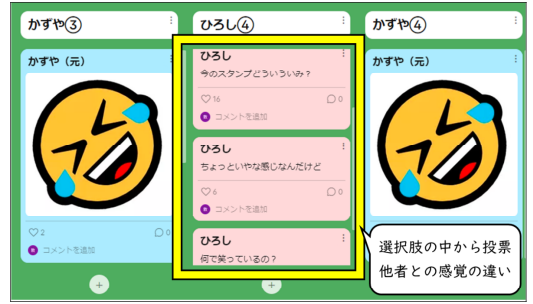 かずや③
かずや（元）
2
0
コメントを追加
ひろし④
ひろし
今のスタンプどういういみ？
16
0
コメントを追加
ひろし
ちょっといやな感じなんだけど
6
0
コメントを追加
ひろし
何で笑っているの？
かずや④
かずや（元）
選択肢の中から投票
他者との感覚の違い